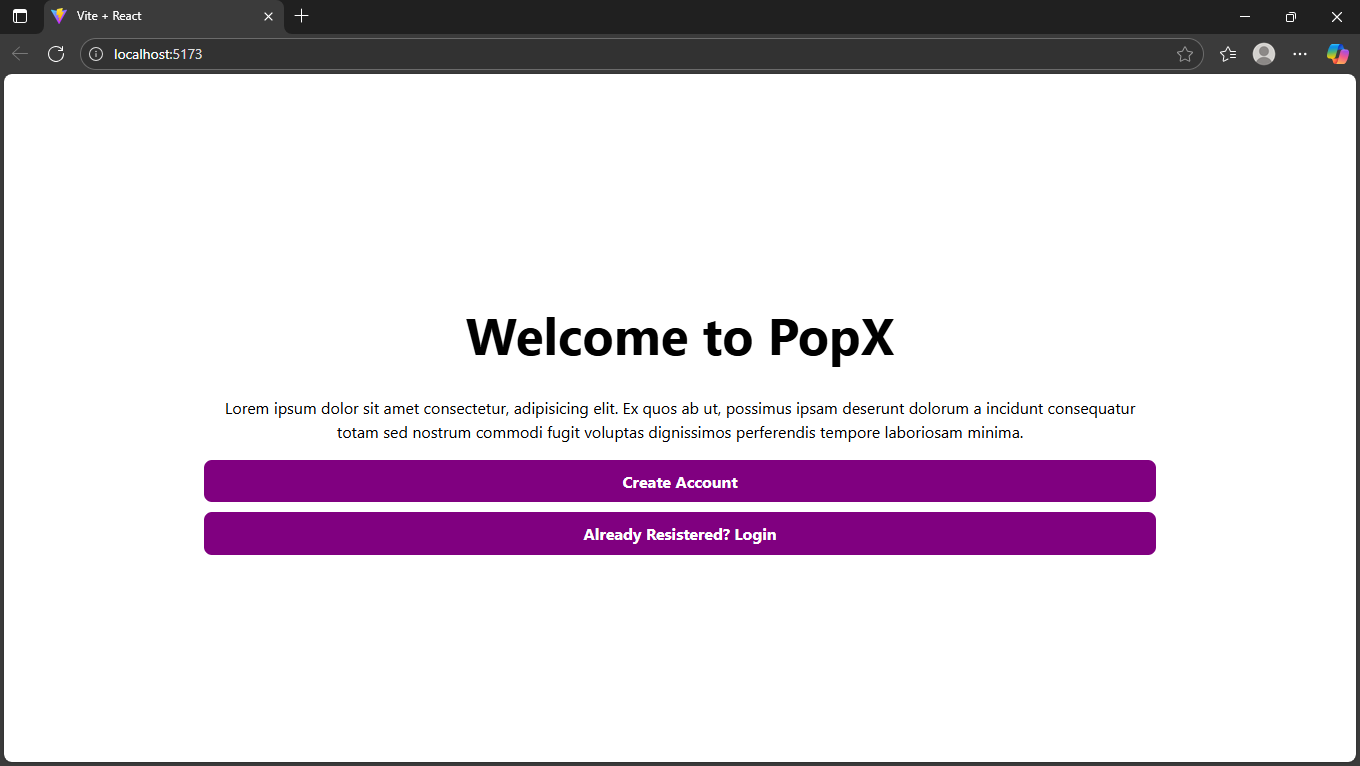 Vite + React
localhost:5173
Welcome to PopX
Lorem ipsum dolor sit amet consectetur, adipisicing elit. Ex quos ab ut, possimus ipsam deserunt dolorum a incidunt consequatur
totam sed nostrum commodi fugit voluptas dignissimos perferendis tempore laboriosam minima.
Create Account
Already Resistered? Login